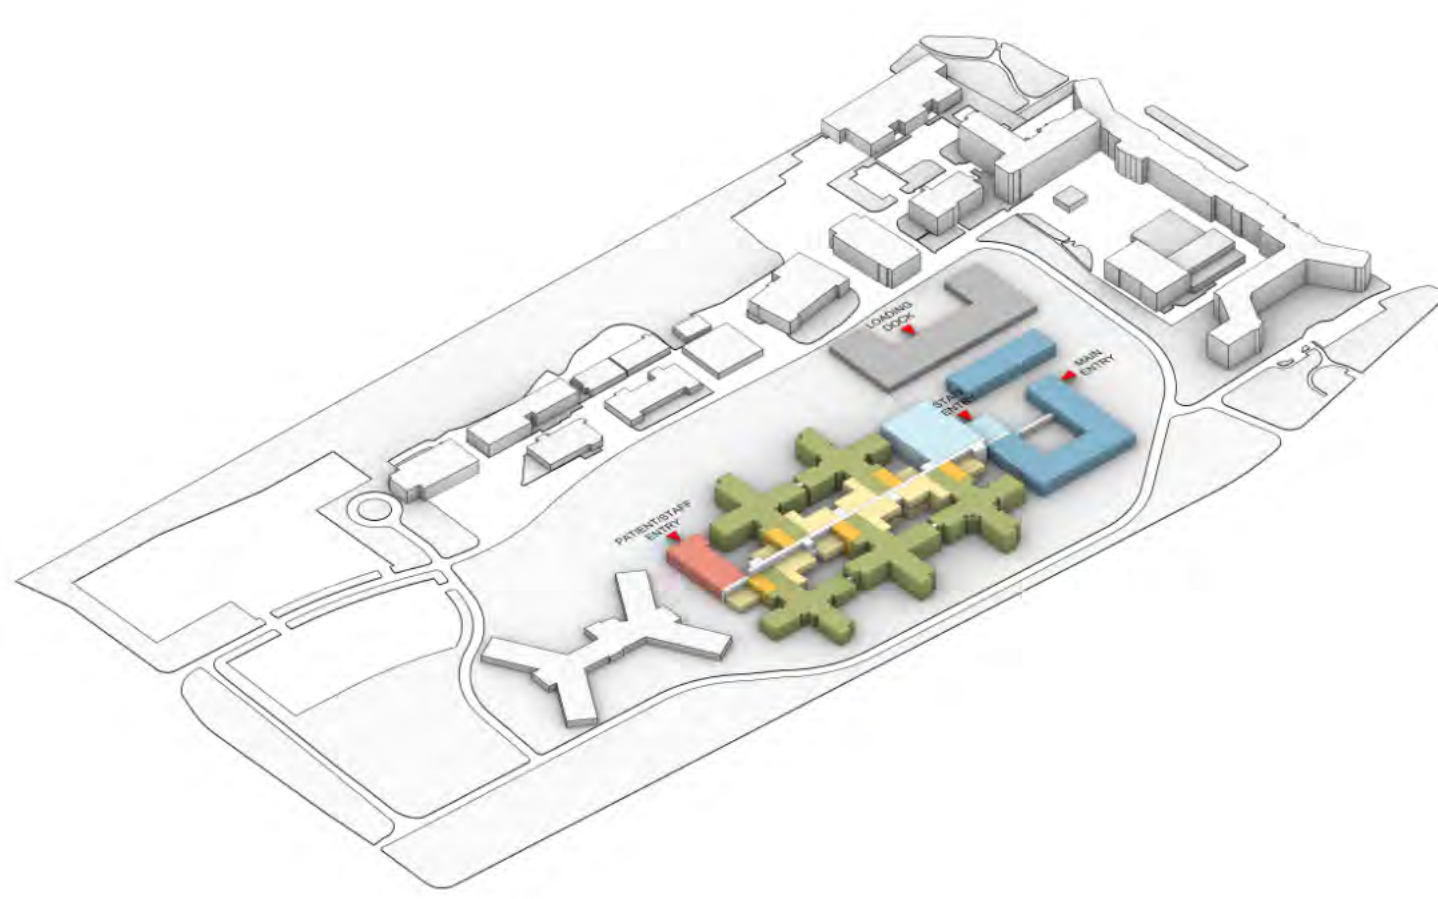 LOADING
DOCK
MAIN
ENTRY
STAFF
ENTRY
PATIENT/STAFF
ENTRY